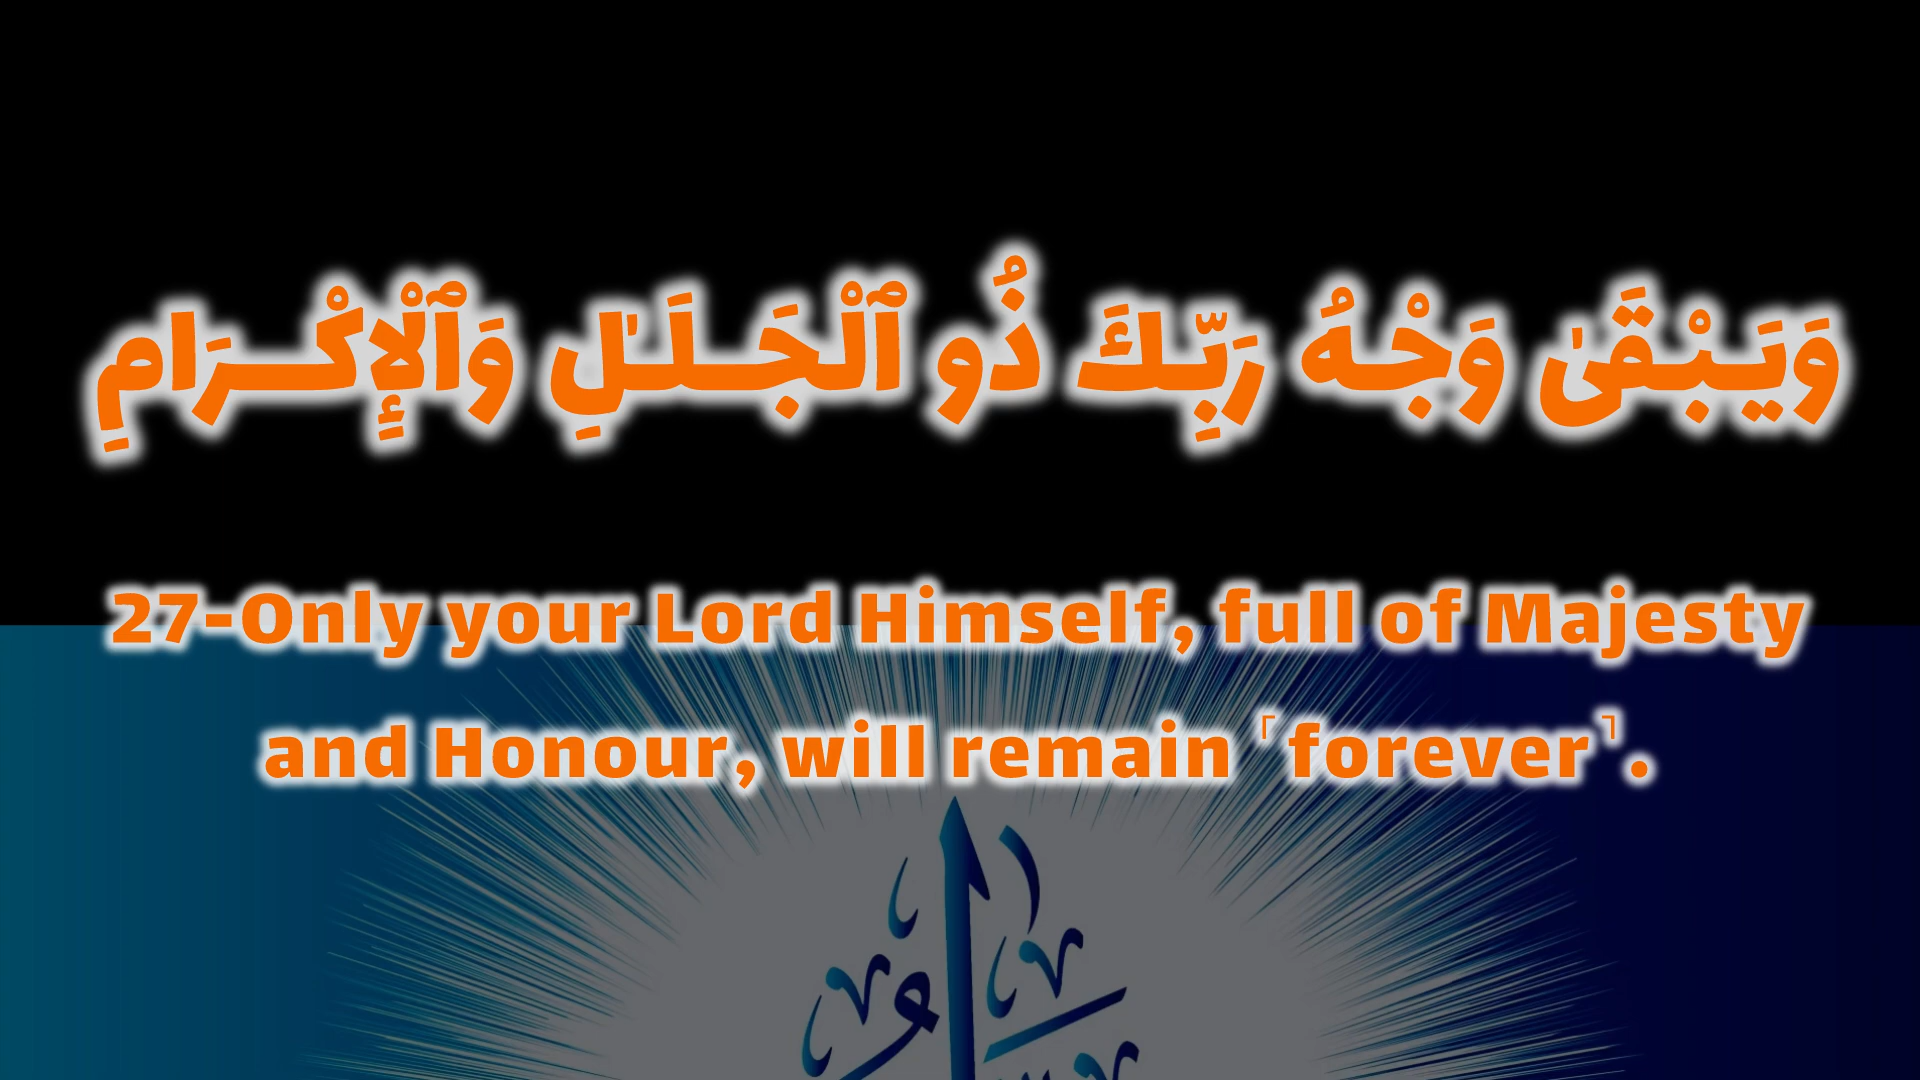 وَيَبْقَىٰ وَجْهُ رَبِّكَ ذُو ٱلْجَلَـٰلِ وَٱلْإِكْرَامِ
27-Only your Lord Himself, full of Majesty
and Honour, will remain ˹forever˺.